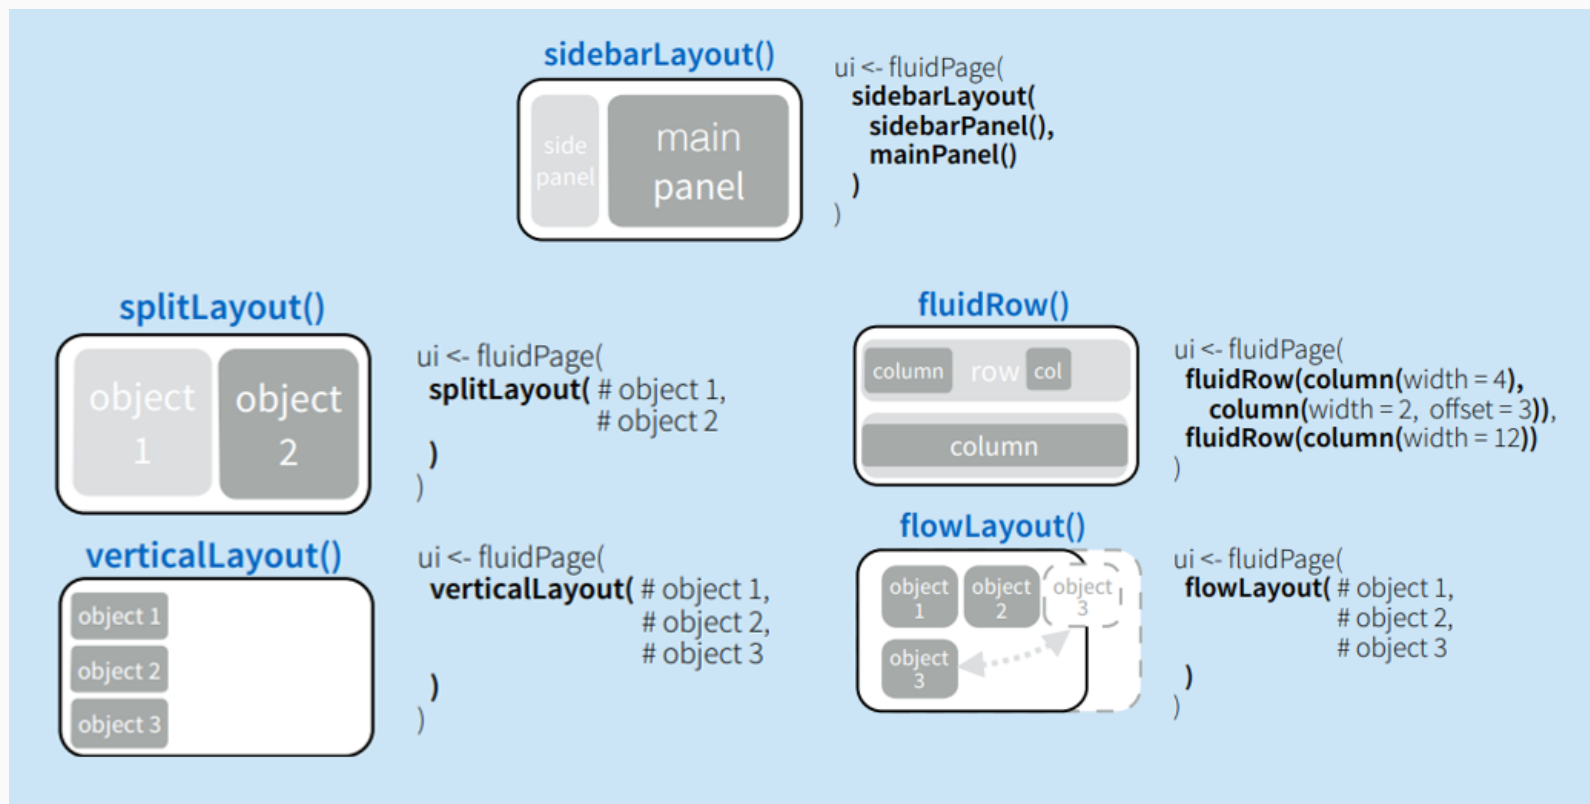 sidebarLayout()
side
panel
main
panel
ui <- fluidPage(
sidebarLayout(
sidebarPanel(),
mainPanel()
)
)
splitLayout()
object
1
object
2
ui <- fluidPage(
splitLayout( # object 1,
# object 2
)
)
fluidRow()
column
row
col
column
ui <- fluidPage(
fluidRow(column(width = 4),
column(width = 2, offset = 3)),
fluidRow(column(width = 12))
)
verticalLayout()
object 1
object 2
object 3
ui <- fluidPage(
verticalLayout( # object 1,
# object 2,
# object 3
)
)
flowLayout()
object
1
object
2
object
3
object
3
ui <- fluidPage(
flowLayout( # object 1,
# object 2,
# object 3
)
)